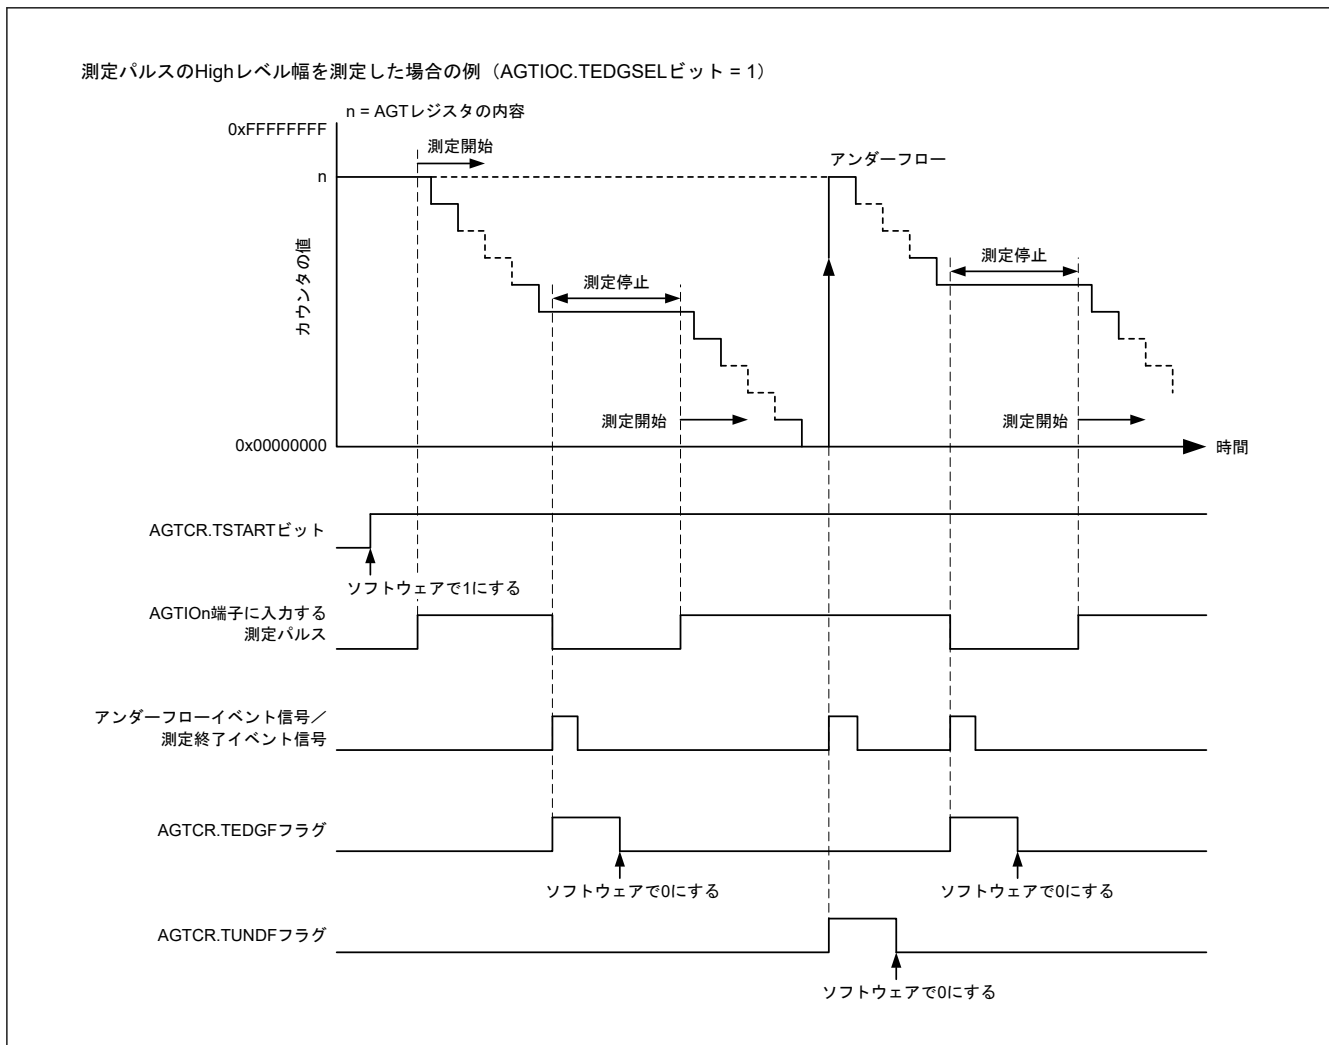 測定パルスのHighレベル幅を測定した場合の例（AGTIOC.TEDGSELビット = 1）
n = AGTレジスタの内容
0xFFFFFFFF
測定開始
アンダーフロー
n
カウンタの値
測定停止
測定停止
測定開始
測定開始
0x00000000
時間
AGTCR.TSTARTビット
ソフトウェアで1にする
AGTIOn端子に入力する
測定パルス
アンダーフローイベント信号／
測定終了イベント信号
AGTCR.TEDGFフラグ
ソフトウェアで0にする
ソフトウェアで0にする
AGTCR.TUNDFフラグ
ソフトウェアで0にする